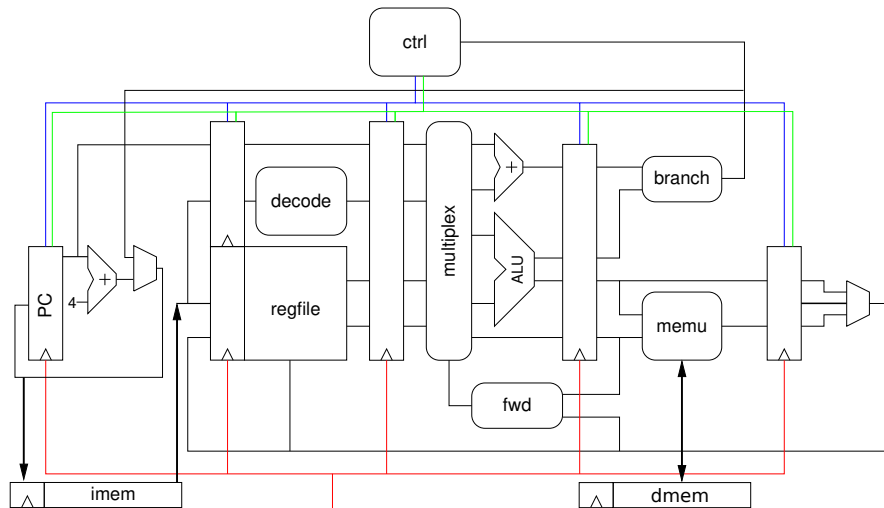 ctrl
decode
multiplex
+
branch
PC
4
+
regfile
ALU
memu
fwd
imem
dmem